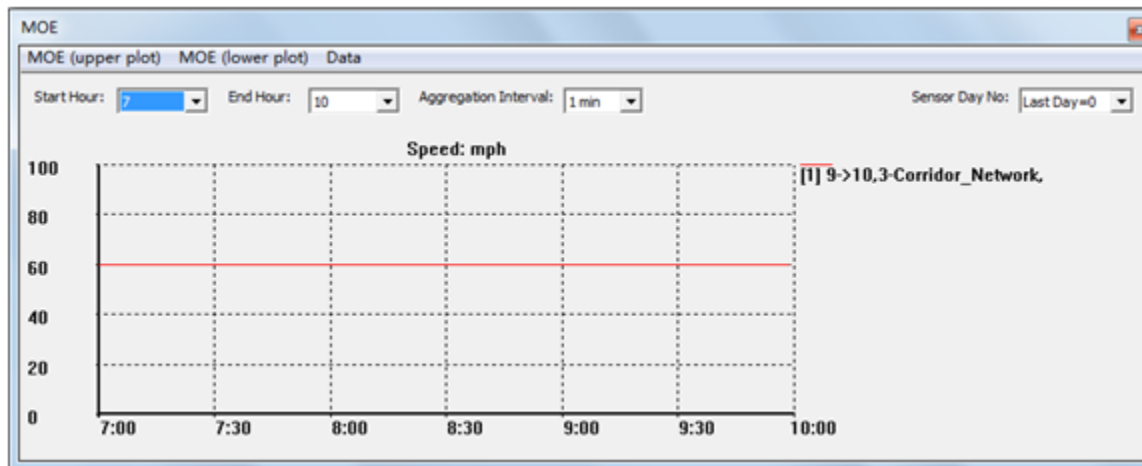 MOE
MOE (upper plot) MOE (lower plot) Data
Start Hour: 7 End Hour: 10 Aggregation Interval: 1 min Sensor Day No: Last Day=0
Speed: mph
100
[1] 9->10,3-Corridor_Network,
80
60
40
20
0
7:00 7:30 8:00 8:30 9:00 9:30 10:00